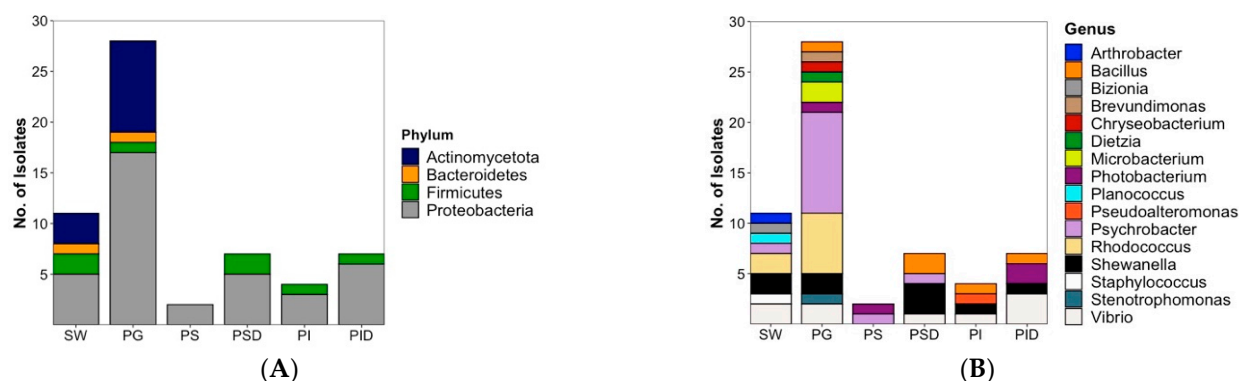 30
25
20
15
10
5
No. of Isolates
SW PG PS PSD PI PID
Phylum
Actinomycetota
Bacteroidetes
Firmicutes
Proteobacteria
(A)
30
25
20
15
10
5
No. of Isolates
SW PG PS PSD PI PID
Genus
Arthrobacter
Bacillus
Bizionia
Brevundimonas
Chryseobacterium
Dietzia
Microbacterium
Photobacterium
Planococcus
Pseudoalteromonas
Psychrobacter
Rhodococcus
Shewanella
Staphylococcus
Stenotrophomonas
Vibrio
(B)